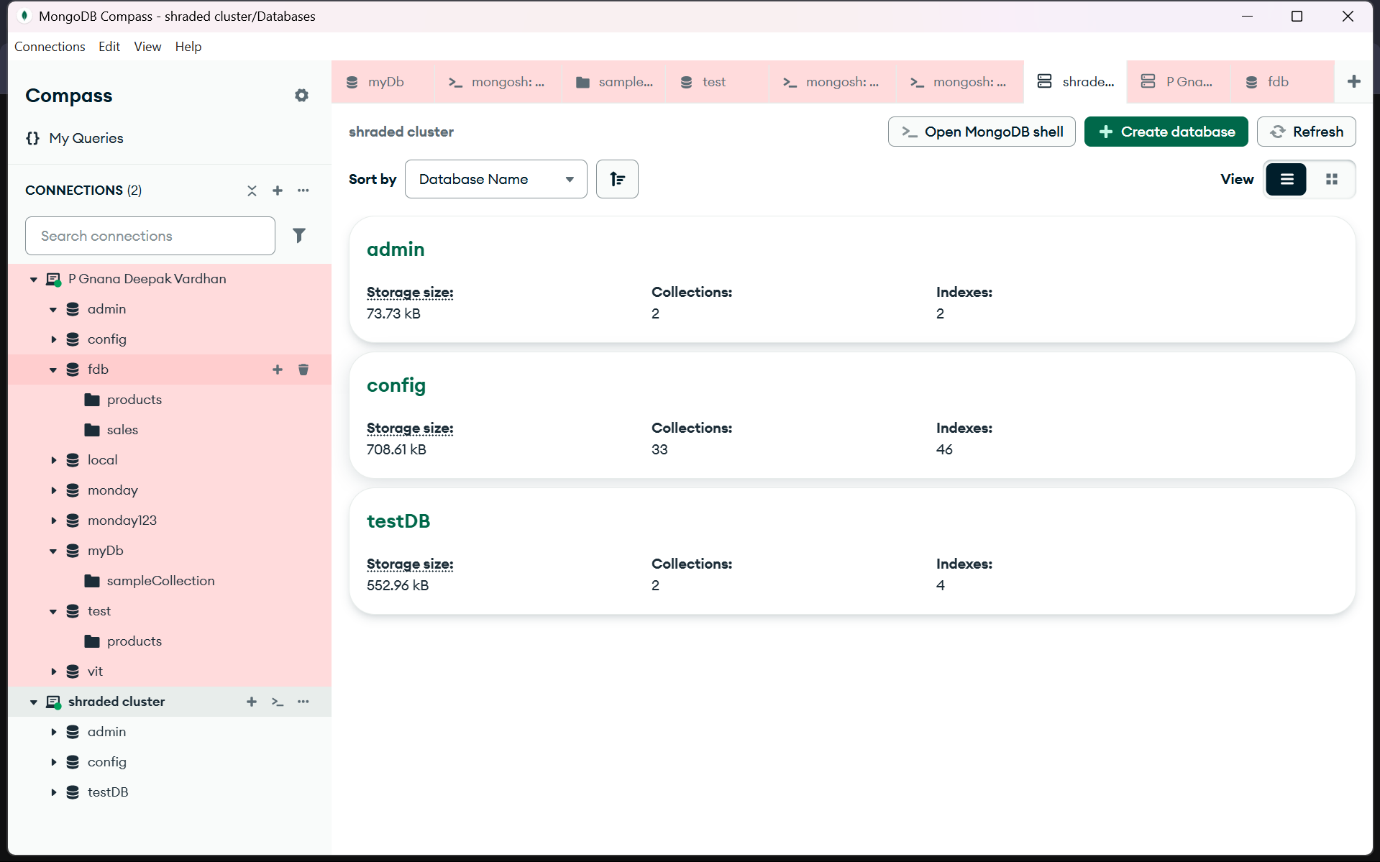 MongoDB Compass - shraded cluster/Databases
Connections Edit View Help
Compass
{} My Queries
CONNECTIONS (2)
Search connections
P Gnana Deepak Vardhan
admin
config
fdb
products
sales
local
monday
monday123
myDb
sampleCollection
test
products
vit
shraded cluster
admin
config
testDB
myDb >_ mongosh: ... sample... test >_ mongosh: ... >_ mongosh: ... shrade... P Gna... fdb +
shraded cluster >_ Open MongoDB shell + Create database Refresh
Sort by Database Name View
admin
Storage size: Collections: Indexes:
73.73 kB 2 2
config
Storage size: Collections: Indexes:
708.61 kB 33 46
testDB
Storage size: Collections: Indexes:
552.96 kB 2 4